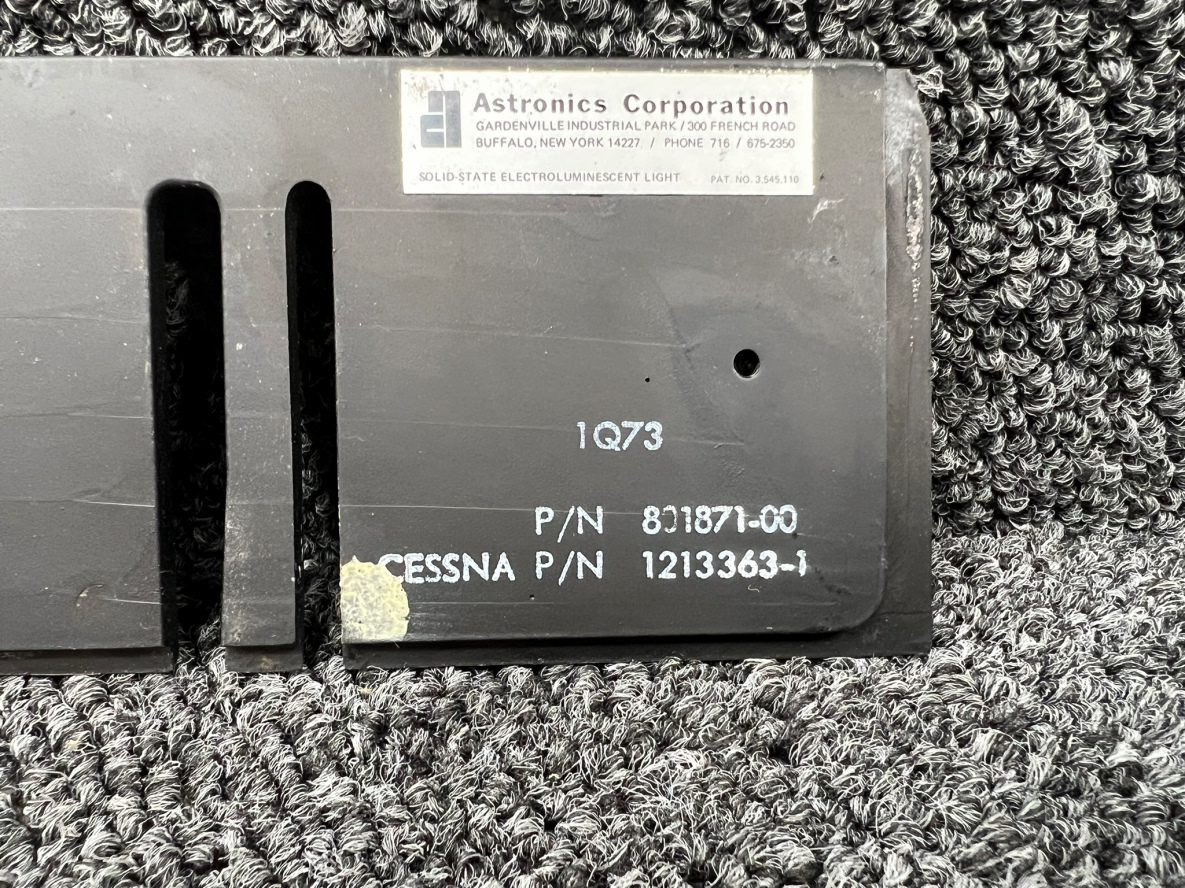 Astronics Corporation
GARDENVILLE INDUSTRIAL PARK / 300 FRENCH ROAD
BUFFALO, NEW YORK 14227 / PHONE 716 / 675-2350
SOLID-STATE ELECTROLUMINESCENT LIGHT PAT. NO. 3,545,110
1Q73
P/N 801871-00
CESSNA P/N 1213363-1